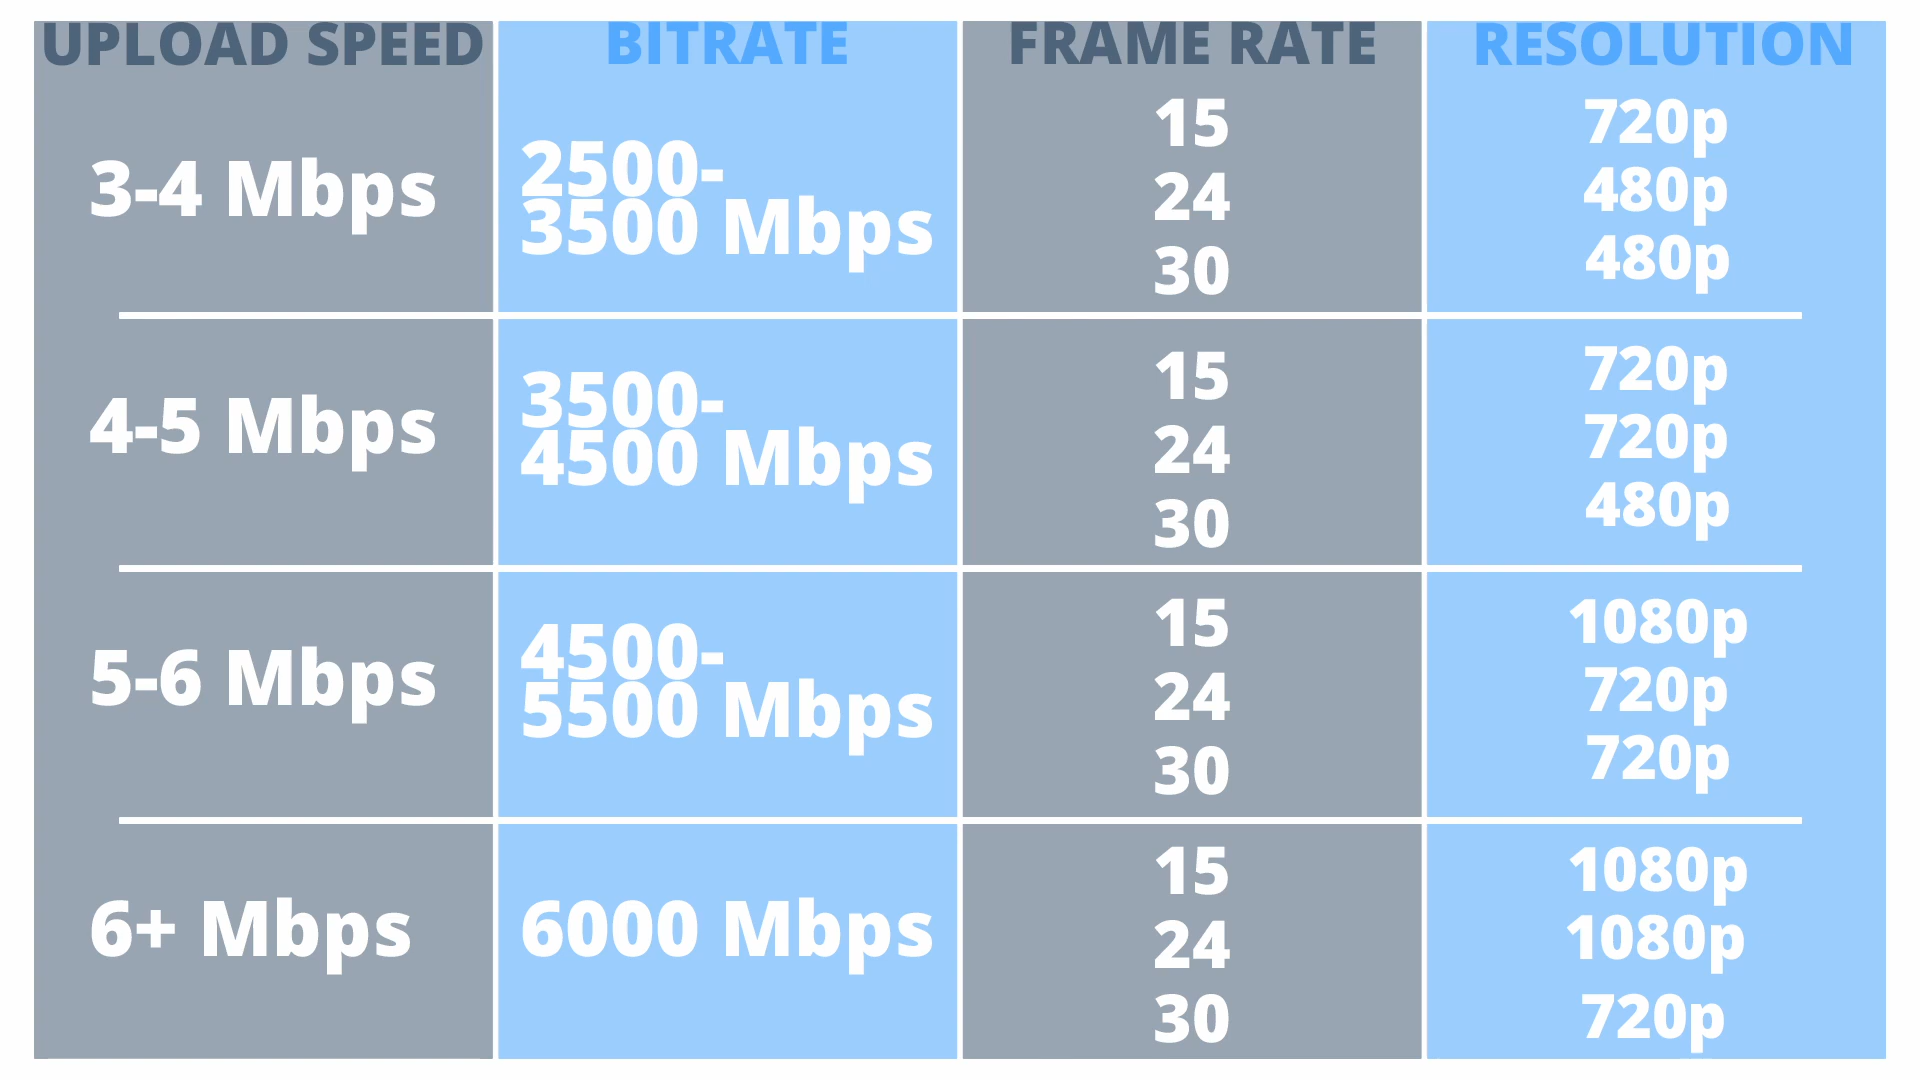 UPLOAD SPEED BITRATE FRAME RATE RESOLUTION
3-4 Mbps
2500-
3500 Mbps
15 720p
24 480p
30 480p
4-5 Mbps
3500-
4500 Mbps
15 720p
24 720p
30 480p
5-6 Mbps
4500-
5500 Mbps
15 1080p
24 720p
30 720p
6+ Mbps
6000 Mbps
15 1080p
24 1080p
30 720p